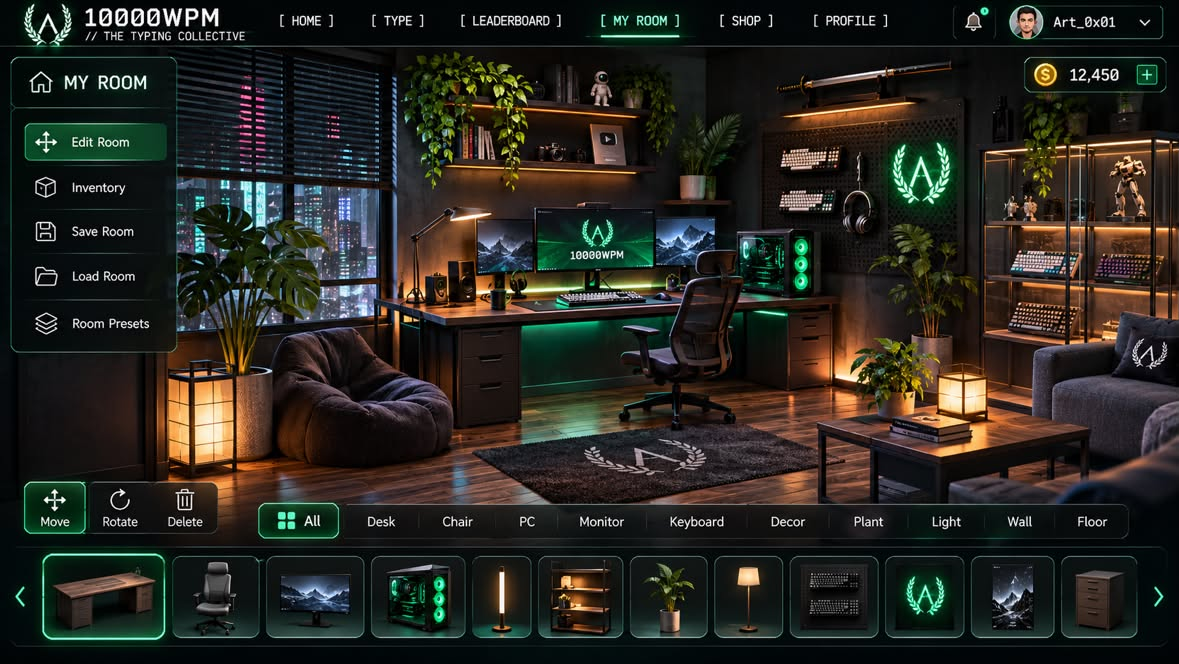 10000WPM
// THE TYPING COLLECTIVE
[ HOME ]
[ TYPE ]
[ LEADERBOARD ]
[ MY ROOM ]
[ SHOP ]
[ PROFILE ]
Art_0x01
MY ROOM
12,450
Edit Room
Inventory
Save Room
Load Room
Room Presets
10000WPM
Move
Rotate
Delete
All
Desk
Chair
PC
Monitor
Keyboard
Decor
Plant
Light
Wall
Floor